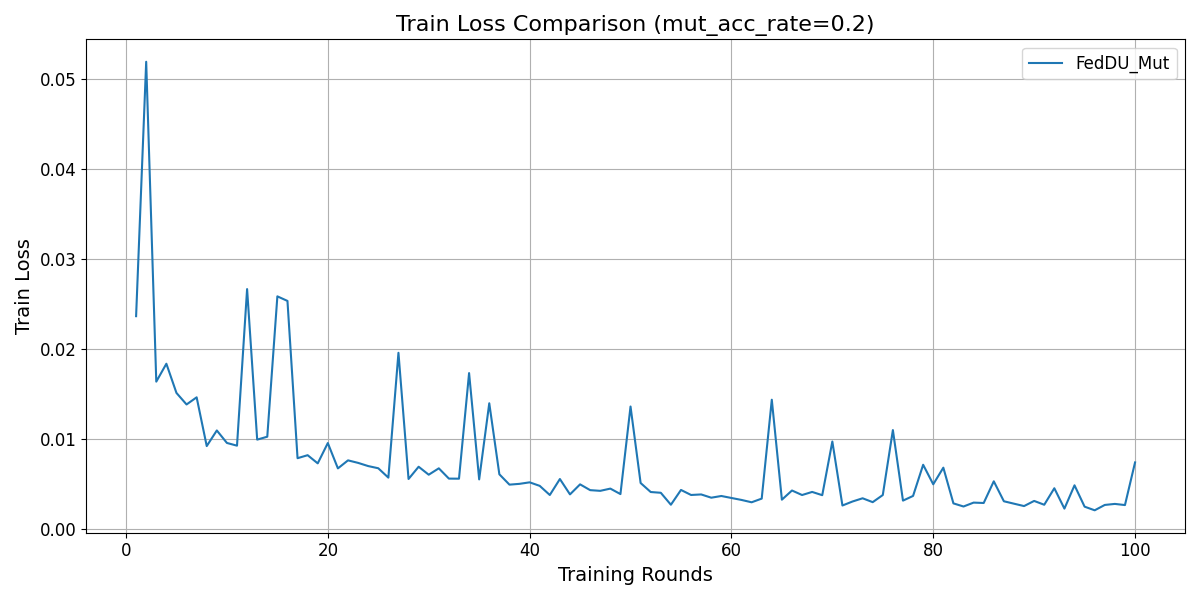 Train Loss Comparison (mut_acc_rate=0.2)
FedDU_Mut
Train Loss
0.05
0.04
0.03
0.02
0.01
0.00
0 20 40 60 80 100
Training Rounds